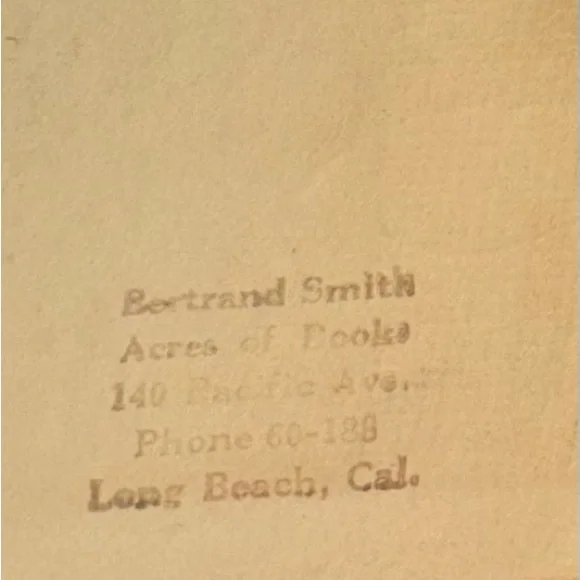 Bertrand Smith
Acres of Books
140 Pacific Ave.
Phone 60-188
Long Beach, Cal.